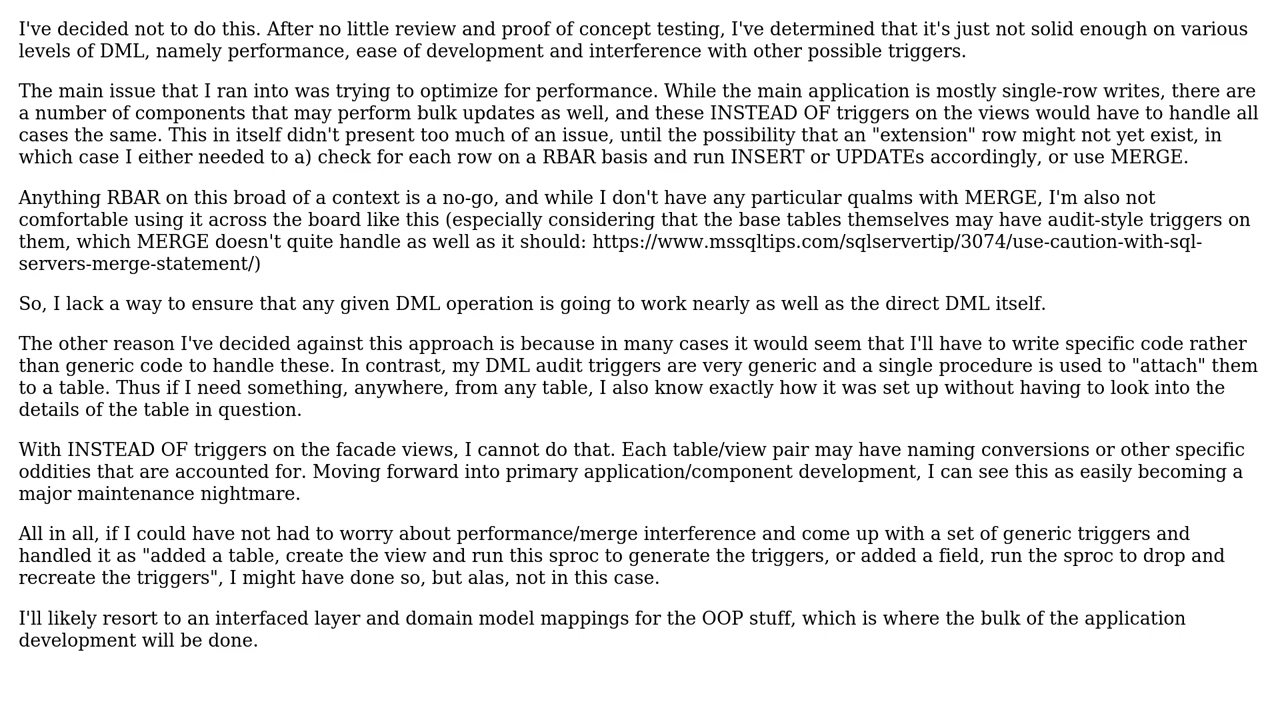 I've decided not to do this. After no little review and proof of concept testing, I've determined that it's just not solid enough on various
levels of DML, namely performance, ease of development and interference with other possible triggers.
The main issue that I ran into was trying to optimize for performance. While the main application is mostly single-row writes, there are
a number of components that may perform bulk updates as well, and these INSTEAD OF triggers on the views would have to handle all
cases the same. This in itself didn't present too much of an issue, until the possibility that an "extension" row might not yet exist, in
which case I either needed to a) check for each row on a RBAR basis and run INSERT or UPDATEs accordingly, or use MERGE.
Anything RBAR on this broad of a context is a no-go, and while I don't have any particular qualms with MERGE, I'm also not
comfortable using it across the board like this (especially considering that the base tables themselves may have audit-style triggers on
them, which MERGE doesn't quite handle as well as it should: https://www.mssqltips.com/sqlservertip/3074/use-caution-with-sql-
servers-merge-statement/)
So, I lack a way to ensure that any given DML operation is going to work nearly as well as the direct DML itself.
The other reason I've decided against this approach is because in many cases it would seem that I'll have to write specific code rather
than generic code to handle these. In contrast, my DML audit triggers are very generic and a single procedure is used to "attach" them
to a table. Thus if I need something, anywhere, from any table, I also know exactly how it was set up without having to look into the
details of the table in question.
With INSTEAD OF triggers on the facade views, I cannot do that. Each table/view pair may have naming conversions or other specific
oddities that are accounted for. Moving forward into primary application/component development, I can see this as easily becoming a
major maintenance nightmare.
All in all, if I could have not had to worry about performance/merge interference and come up with a set of generic triggers and
handled it as "added a table, create the view and run this sproc to generate the triggers, or added a field, run the sproc to drop and
recreate the triggers", I might have done so, but alas, not in this case.
I'll likely resort to an interfaced layer and domain model mappings for the OOP stuff, which is where the bulk of the application
development will be done.